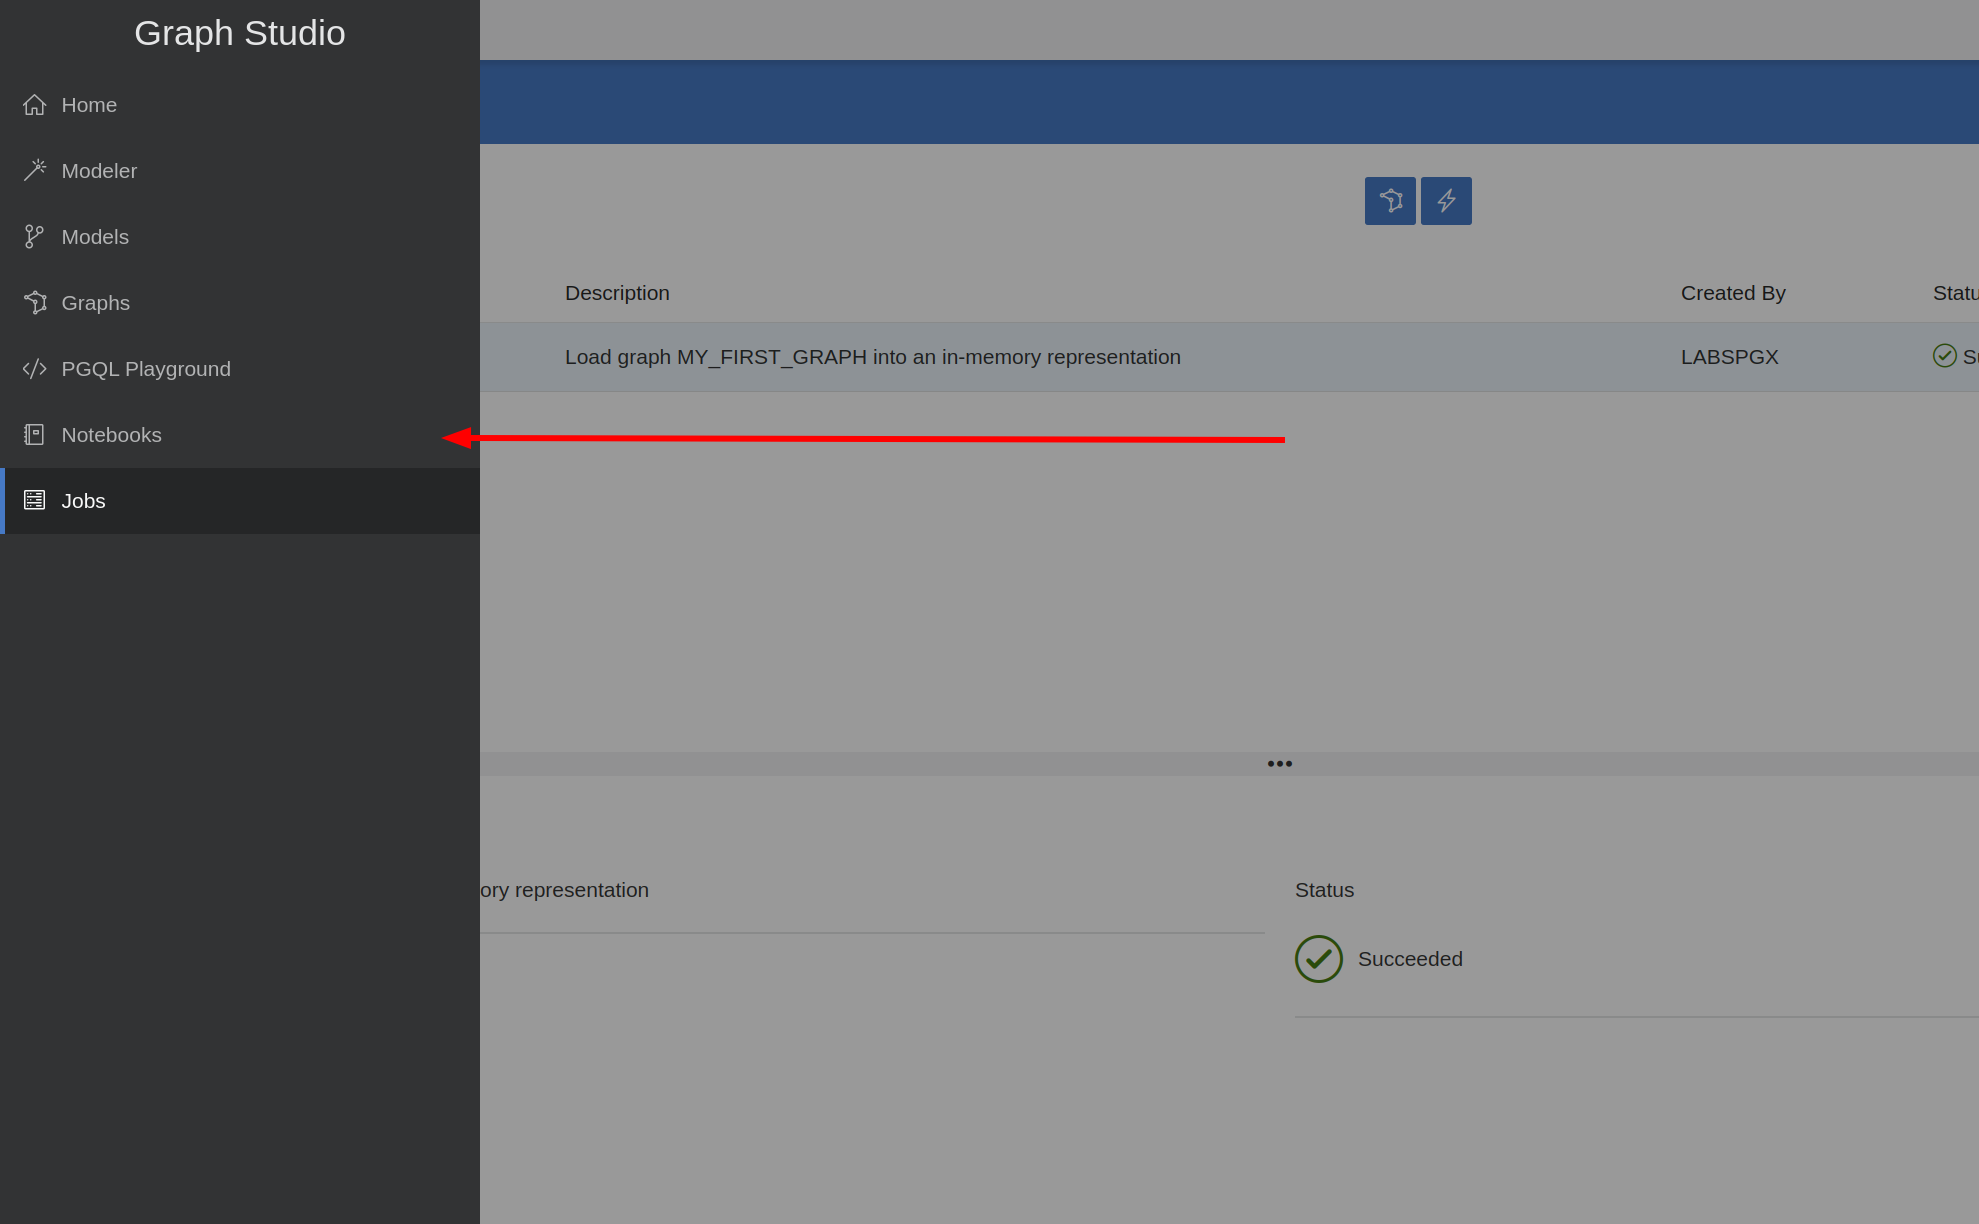 Graph Studio
Home
Modeler
Models
Graphs
PGQL Playground
Notebooks
Jobs
Description Created By Statu
Load graph MY_FIRST_GRAPH into an in-memory representation LABSPGX Su
ory representation Status
Succeeded